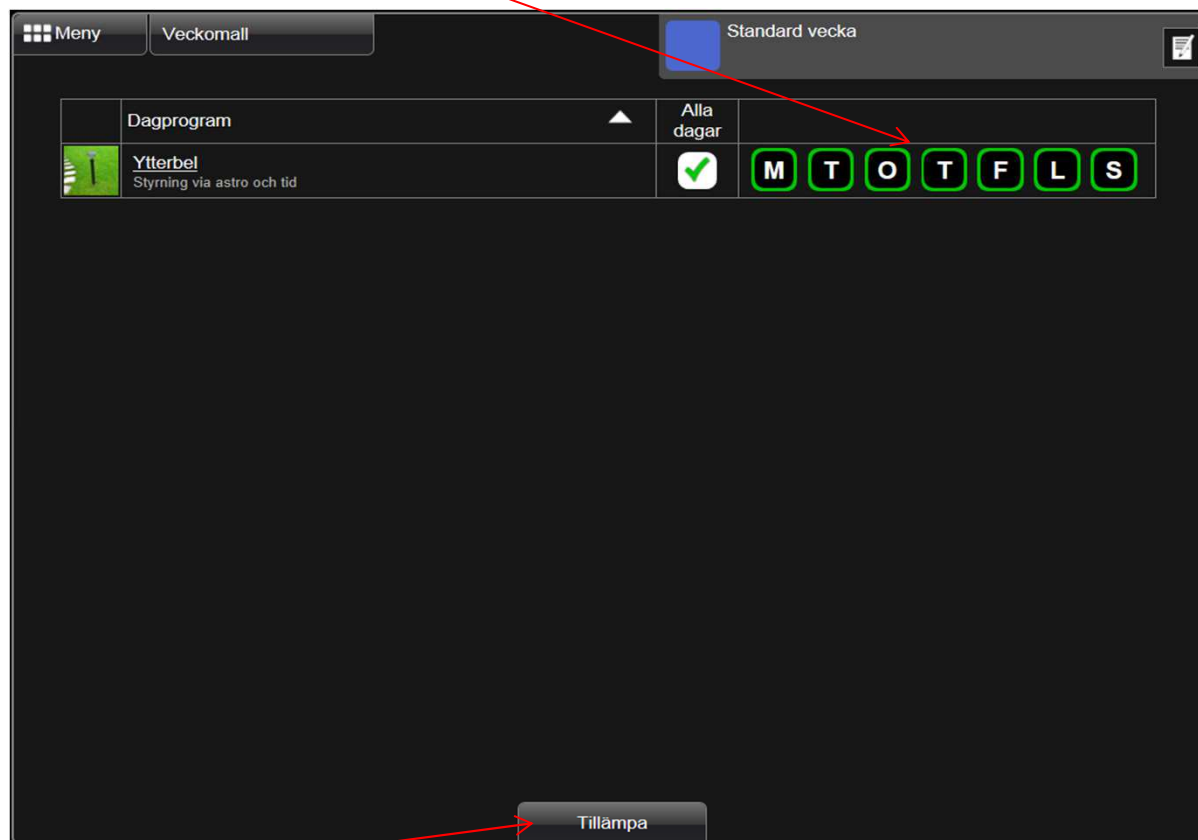 Meny
Veckomall
Standard vecka
Dagprogram
Alla
dagar
Ytterbel
Styrning via astro och tid
M T O T F L S
Tillämpa